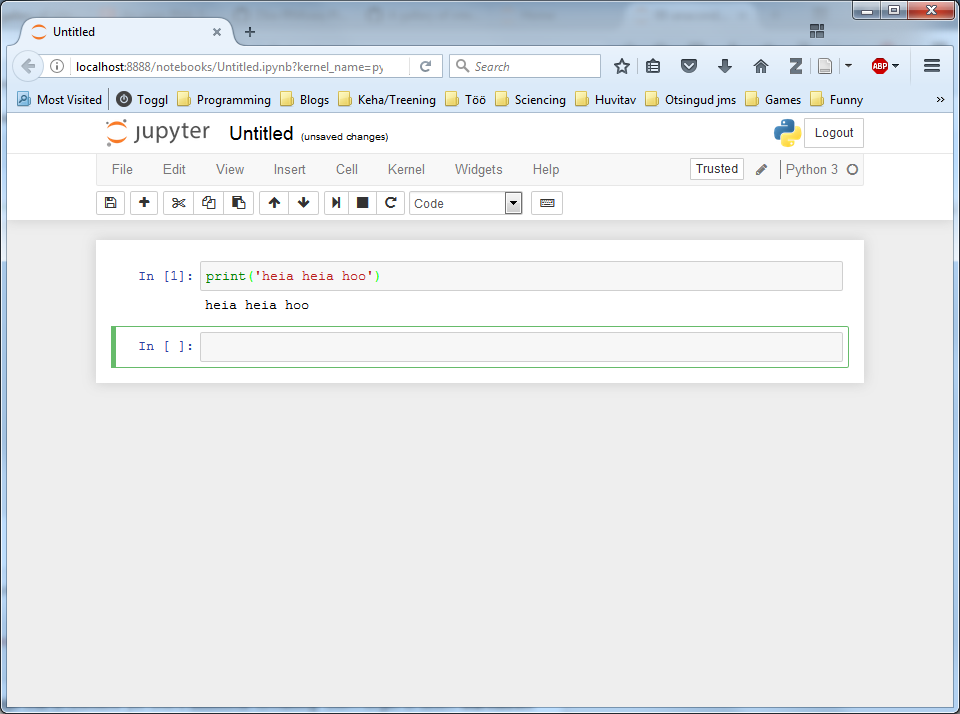 Untitled
localhost:8888/notebooks/Untitled.ipynb?kernel_name=py
Search
Z
ABP
Most Visited Toggl Programming Blogs Keha/Treening Töö Sciencing Huvitav Otsingud jms Games Funny »
jupyter Untitled (unsaved changes) Logout
File Edit View Insert Cell Kernel Widgets Help Trusted Python 3
Code
In [1]: print('heia heia hoo')
heia heia hoo
In [ ]: